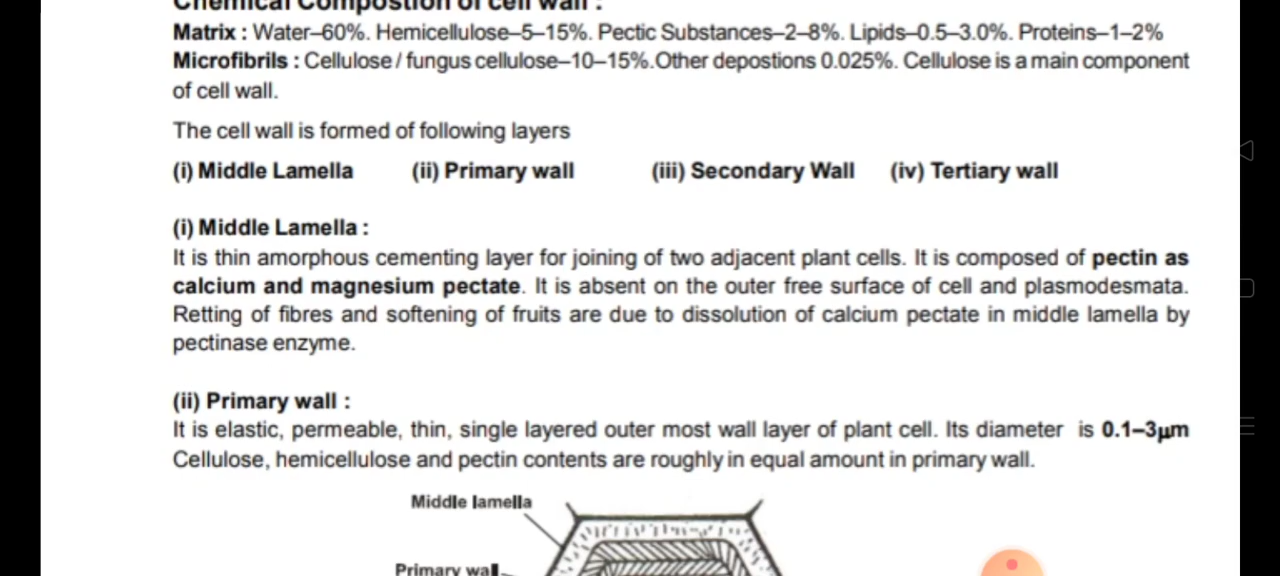 Chemical Compostion of cell wall :
Matrix : Water–60%. Hemicellulose–5–15%. Pectic Substances–2–8%. Lipids–0.5–3.0%. Proteins–1–2%
Microfibrils : Cellulose / fungus cellulose–10–15%.Other depostions 0.025%. Cellulose is a main component
of cell wall.
The cell wall is formed of following layers
(i) Middle Lamella (ii) Primary wall (iii) Secondary Wall (iv) Tertiary wall
(i) Middle Lamella :
It is thin amorphous cementing layer for joining of two adjacent plant cells. It is composed of pectin as
calcium and magnesium pectate. It is absent on the outer free surface of cell and plasmodesmata.
Retting of fibres and softening of fruits are due to dissolution of calcium pectate in middle lamella by
pectinase enzyme.
(ii) Primary wall :
It is elastic, permeable, thin, single layered outer most wall layer of plant cell. Its diameter is 0.1–3μm
Cellulose, hemicellulose and pectin contents are roughly in equal amount in primary wall.
Middle lamella
Primary wall